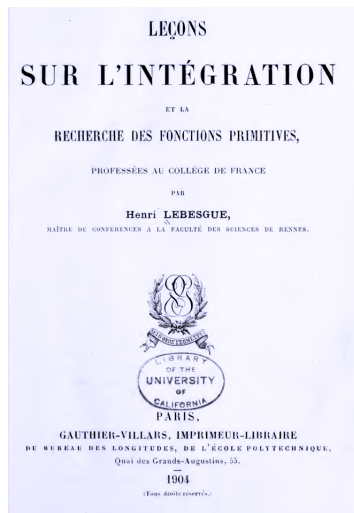 LEÇONS
SUR L'INTÉGRATION
ET LA
RECHERCHE DES FONCTIONS PRIMITIVES,
PROFESSÉES AU COLLÈGE DE FRANCE
PAR
Henri LEBESGUE,
MAÎTRE DE CONFÉRENCES A LA FACULTÉ DES SCIENCES DE RENNES.
LIBRARY
OF THE
UNIVERSITY
OF
CALIFORNIA
PARIS,
GAUTHIER-VILLARS, IMPRIMEUR-LIBRAIRE
DU BUREAU DES LONGITUDES, DE L'ÉCOLE POLYTECHNIQUE,
Quai des Grands-Augustins, 55.
1904
(Tous droits réservés.)